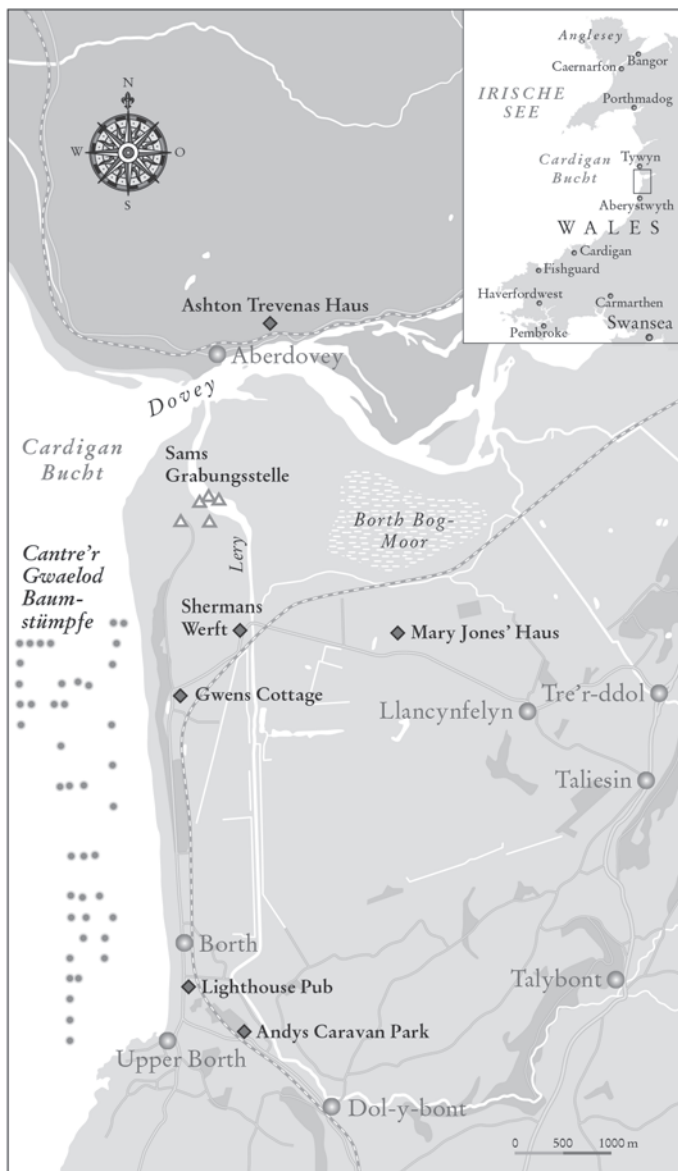 N
W
O
S
Anglesey
Bangor
Caernarfon
IRISCHE
SEE
Porthmadog
Cardigan
Bucht
Tywyn
Aberystwyth
WALES
Cardigan
Fishguard
Haverfordwest
Carmarthen
Pembroke
Swansea
Ashton Trevenas Haus
Aberdovey
Dovey
Cardigan
Bucht
Sams
Grabungsstelle
Borth Bog-
Moor
Lery
Cantre'r
Gwaelod
Baum-
stümpfe
Shermans
Werft
Mary Jones' Haus
Gwens Cottage
Llancynfelyn
Tre'r-ddol
Taliesin
Borth
Lighthouse Pub
Talybont
Andys Caravan Park
Upper Borth
Dol-y-bont
0 500 1000 m